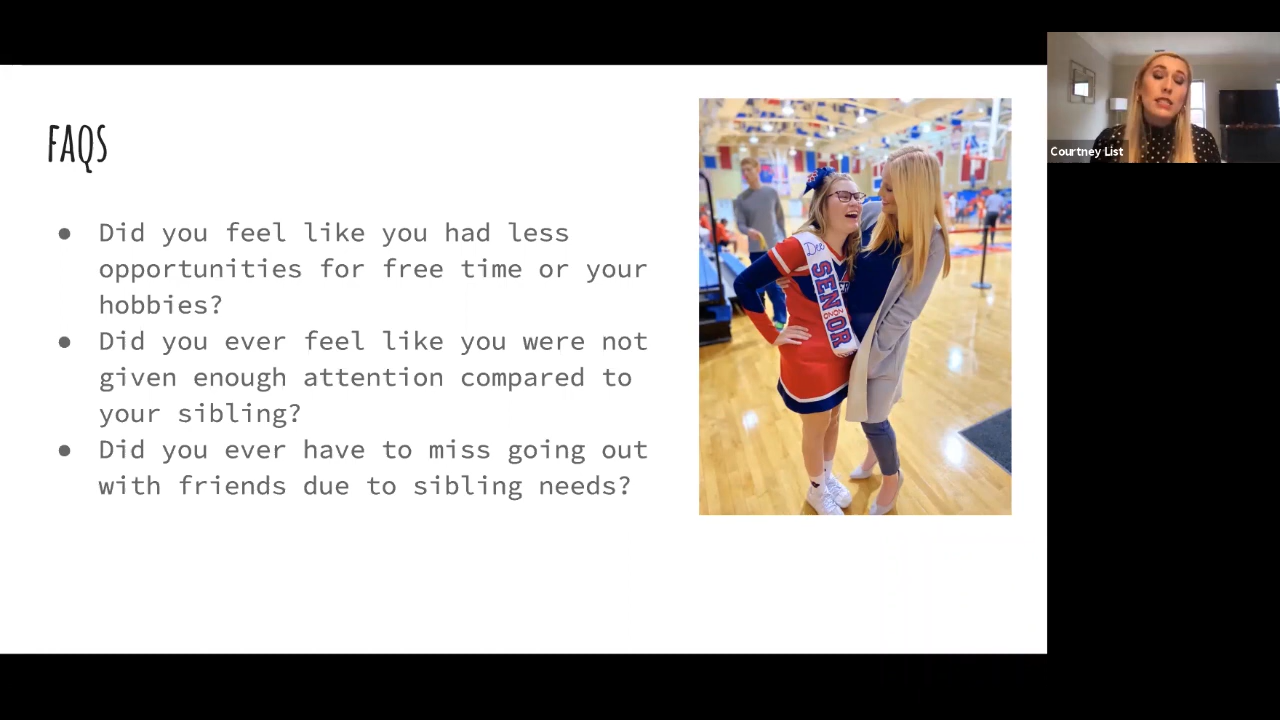 FAQS
● Did you feel like you had less
opportunities for free time or your
hobbies?
● Did you ever feel like you were not
given enough attention compared to
your sibling?
● Did you ever have to miss going out
with friends due to sibling needs?
Dee
SENIOR
Courtney List